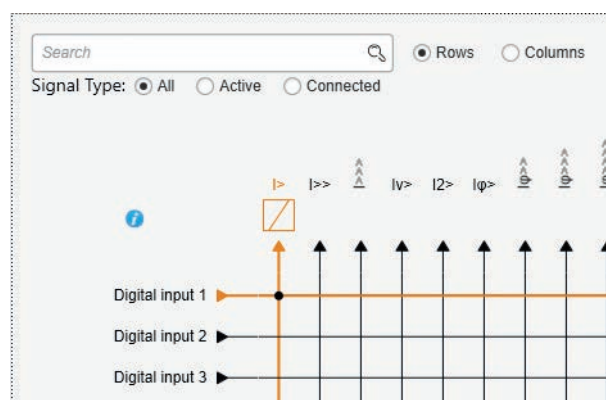 Search Rows Columns
Signal Type: All Active Connected
I> I>> I>>> Iv> I2> Iφ>
Digital input 1
Digital input 2
Digital input 3